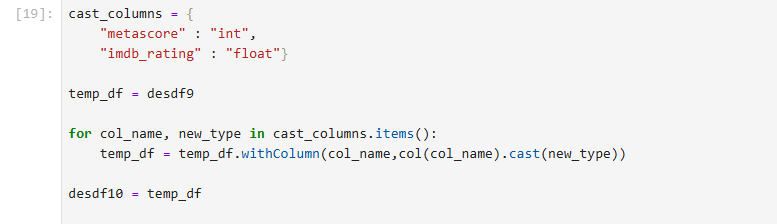 [19]: cast_columns = {
    "metascore" : "int",
    "imdb_rating" : "float"}

temp_df = desdf9

for col_name, new_type in cast_columns.items():
    temp_df = temp_df.withColumn(col_name,col(col_name).cast(new_type))

desdf10 = temp_df